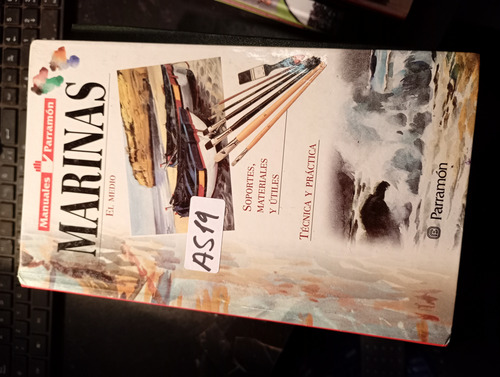 Manuales Parramón
MARINAS
EL MEDIO
SOPORTES,
MATERIALES
Y ÚTILES
TÉCNICA Y PRÁCTICA
Parramón
AS19